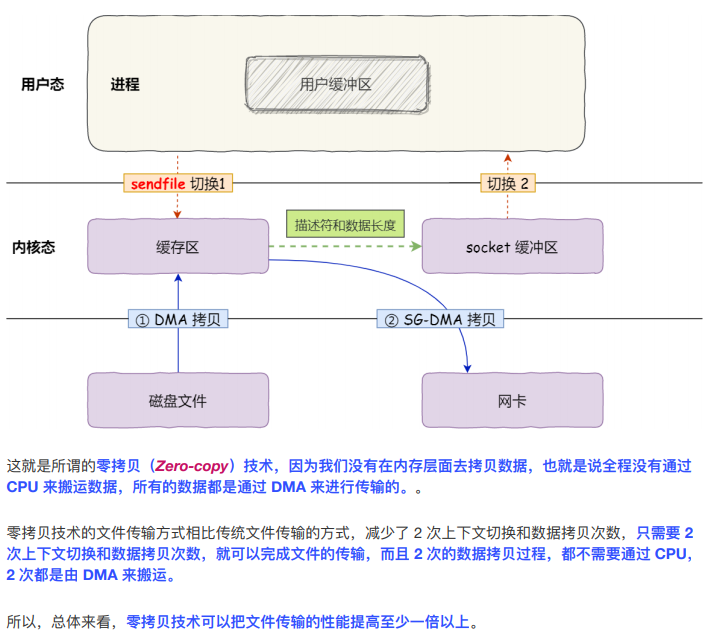 用户态
进程
用户缓冲区
sendfile 切换1
切换 2
内核态
缓存区
描述符和数据长度
socket 缓冲区
① DMA 拷贝
② SG-DMA 拷贝
磁盘文件
网卡
这就是所谓的零拷贝（Zero-copy）技术，因为我们没有在内存层面去拷贝数据，也就是说全程没有通过
CPU 来搬运数据，所有的数据都是通过 DMA 来进行传输的。。
零拷贝技术的文件传输方式相比传统文件传输的方式，减少了 2 次上下文切换和数据拷贝次数，只需要 2
次上下文切换和数据拷贝次数，就可以完成文件的传输，而且 2 次的数据拷贝过程，都不需要通过 CPU，
2 次都是由 DMA 来搬运。
所以，总体来看，零拷贝技术可以把文件传输的性能提高至少一倍以上。